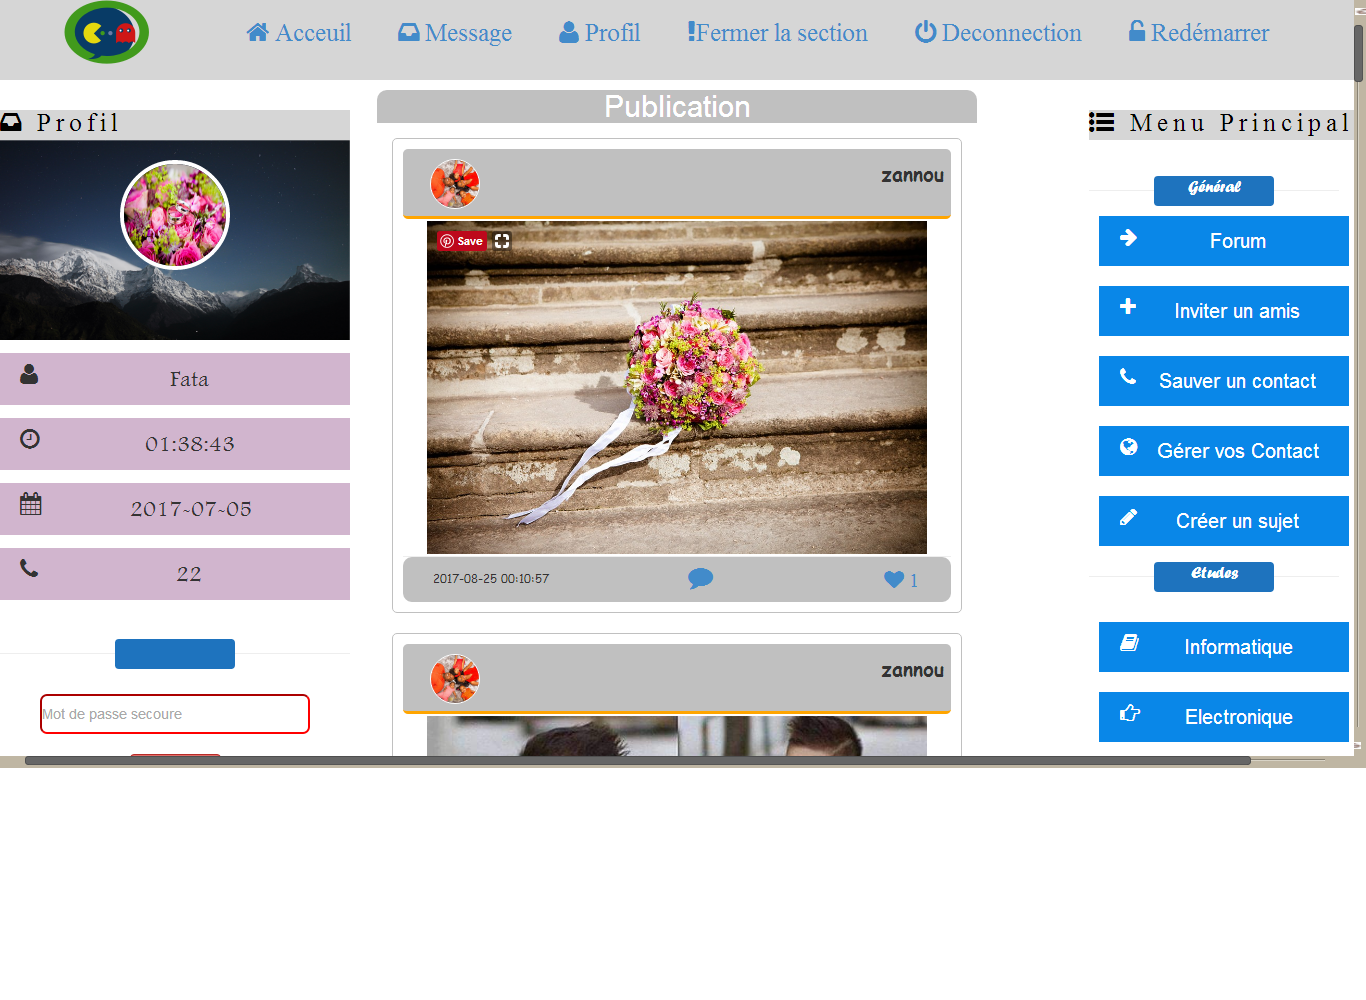 Acceuil Message Profil !Fermer la section Deconnection Redémarrer
Profil
Fata
01:38:43
2017-07-05
22
Mot de passe secoure
Publication
zannou
Save
2017-08-25 00:10:57
1
zannou
Menu Principal
Général
Forum
Inviter un amis
Sauver un contact
Gérer vos Contact
Créer un sujet
Etudes
Informatique
Electronique